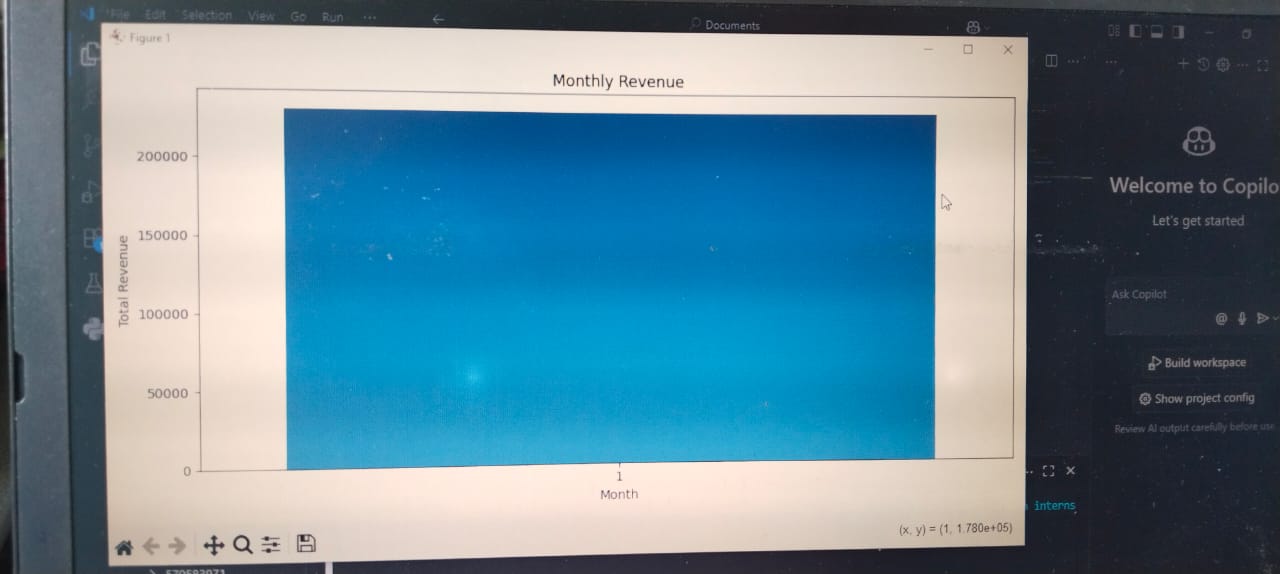 File Edit Selection View Go Run ...
Documents
Figure 1
Monthly Revenue
200000
150000
100000
50000
0
Total Revenue
1
Month
(x, y) = (1, 1.780e+05)
Welcome to Copilo
Let's get started
Ask Copilot
Build workspace
Show project config
Review AI output carefully before use
interns